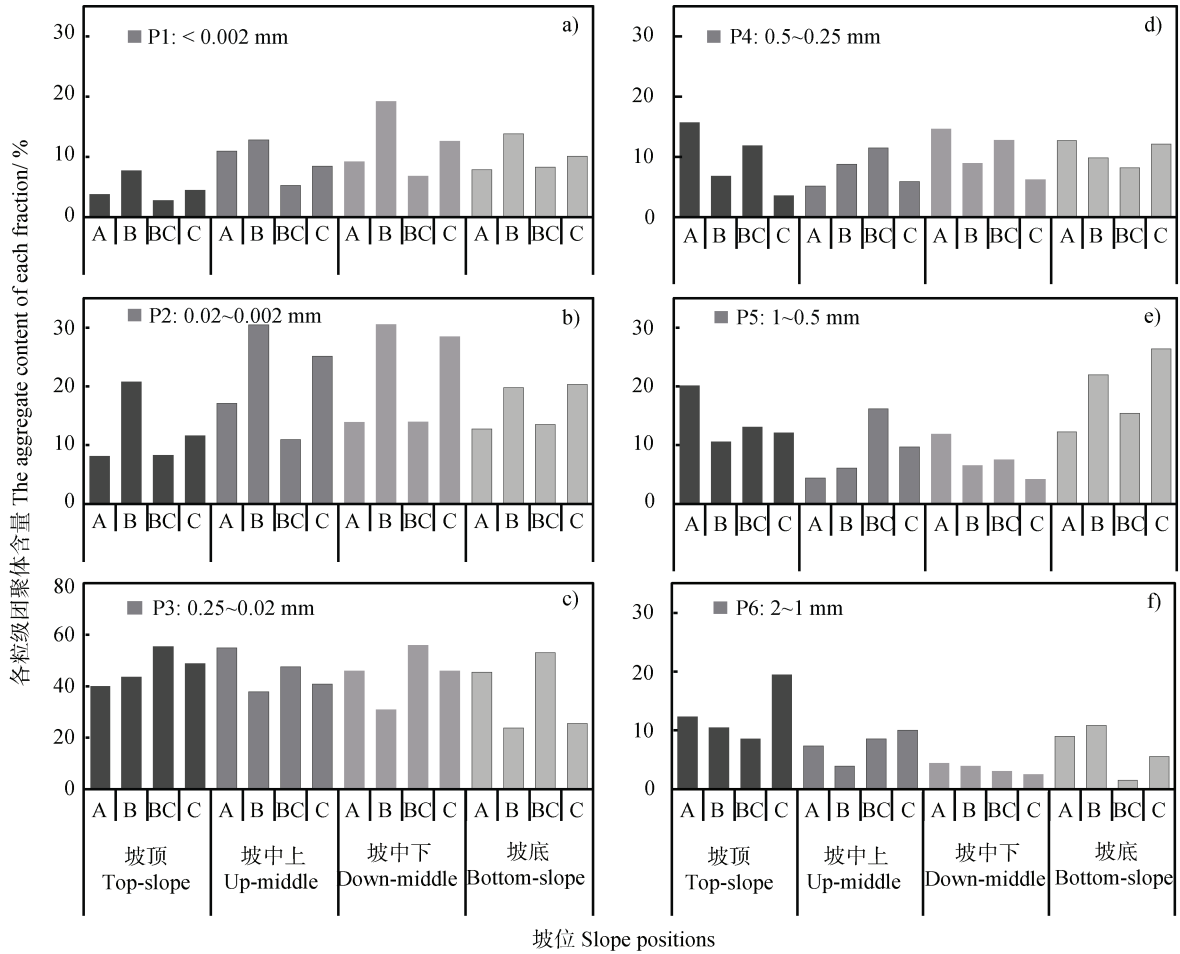 各粒级团聚体含量 The aggregate content of each fraction/ %
P1: < 0.002 mm
a)
30
20
10
0
A B BC C A B BC C A B BC C A B BC C
P2: 0.02~0.002 mm
b)
30
20
10
0
A B BC C A B BC C A B BC C A B BC C
P3: 0.25~0.02 mm
c)
80
60
40
20
0
A B BC C A B BC C A B BC C A B BC C
坡顶 坡中上 坡中下 坡底
Top-slope Up-middle Down-middle Bottom-slope
P4: 0.5~0.25 mm
d)
30
20
10
0
A B BC C A B BC C A B BC C A B BC C
P5: 1~0.5 mm
e)
30
20
10
0
A B BC C A B BC C A B BC C A B BC C
P6: 2~1 mm
f)
30
20
10
0
A B BC C A B BC C A B BC C A B BC C
坡顶 坡中上 坡中下 坡底
Top-slope Up-middle Down-middle Bottom-slope
坡位 Slope positions